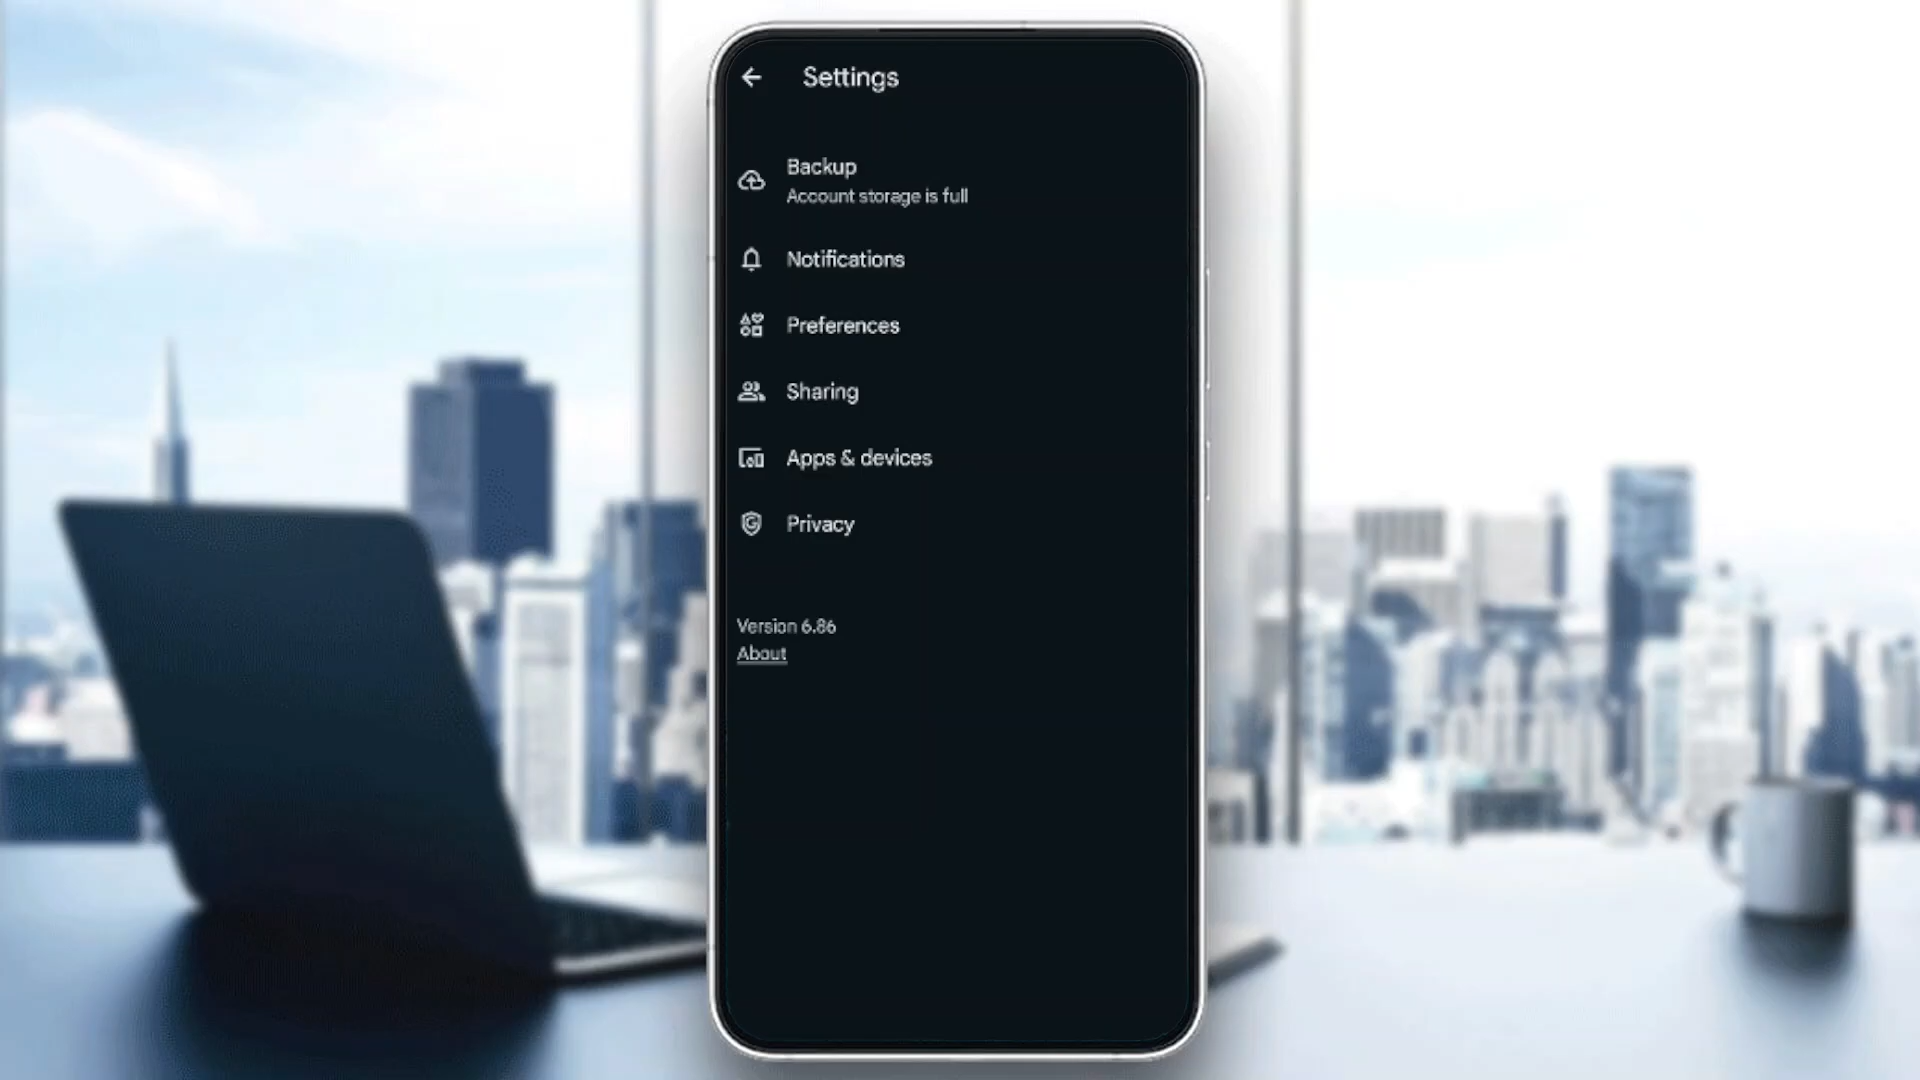 Settings
Backup
Account storage is full
Notifications
Preferences
Sharing
Apps & devices
Privacy
Version 6.86
About